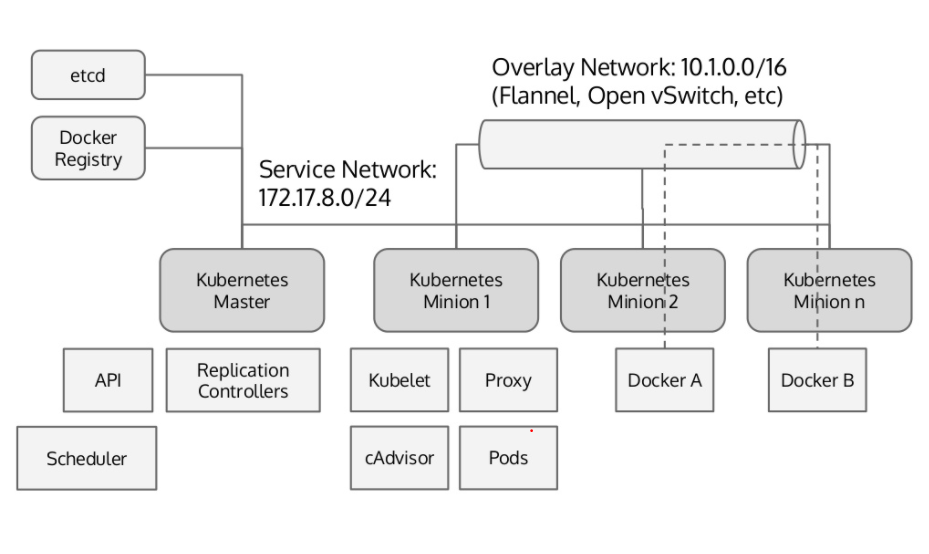 etcd
Docker
Registry
Overlay Network: 10.1.0.0/16
(Flannel, Open vSwitch, etc)
Service Network:
172.17.8.0/24
Kubernetes
Master
Kubernetes
Minion 1
Kubernetes
Minion 2
Kubernetes
Minion n
API
Replication
Controllers
Scheduler
Kubelet
Proxy
cAdvisor
Pods
Docker A
Docker B